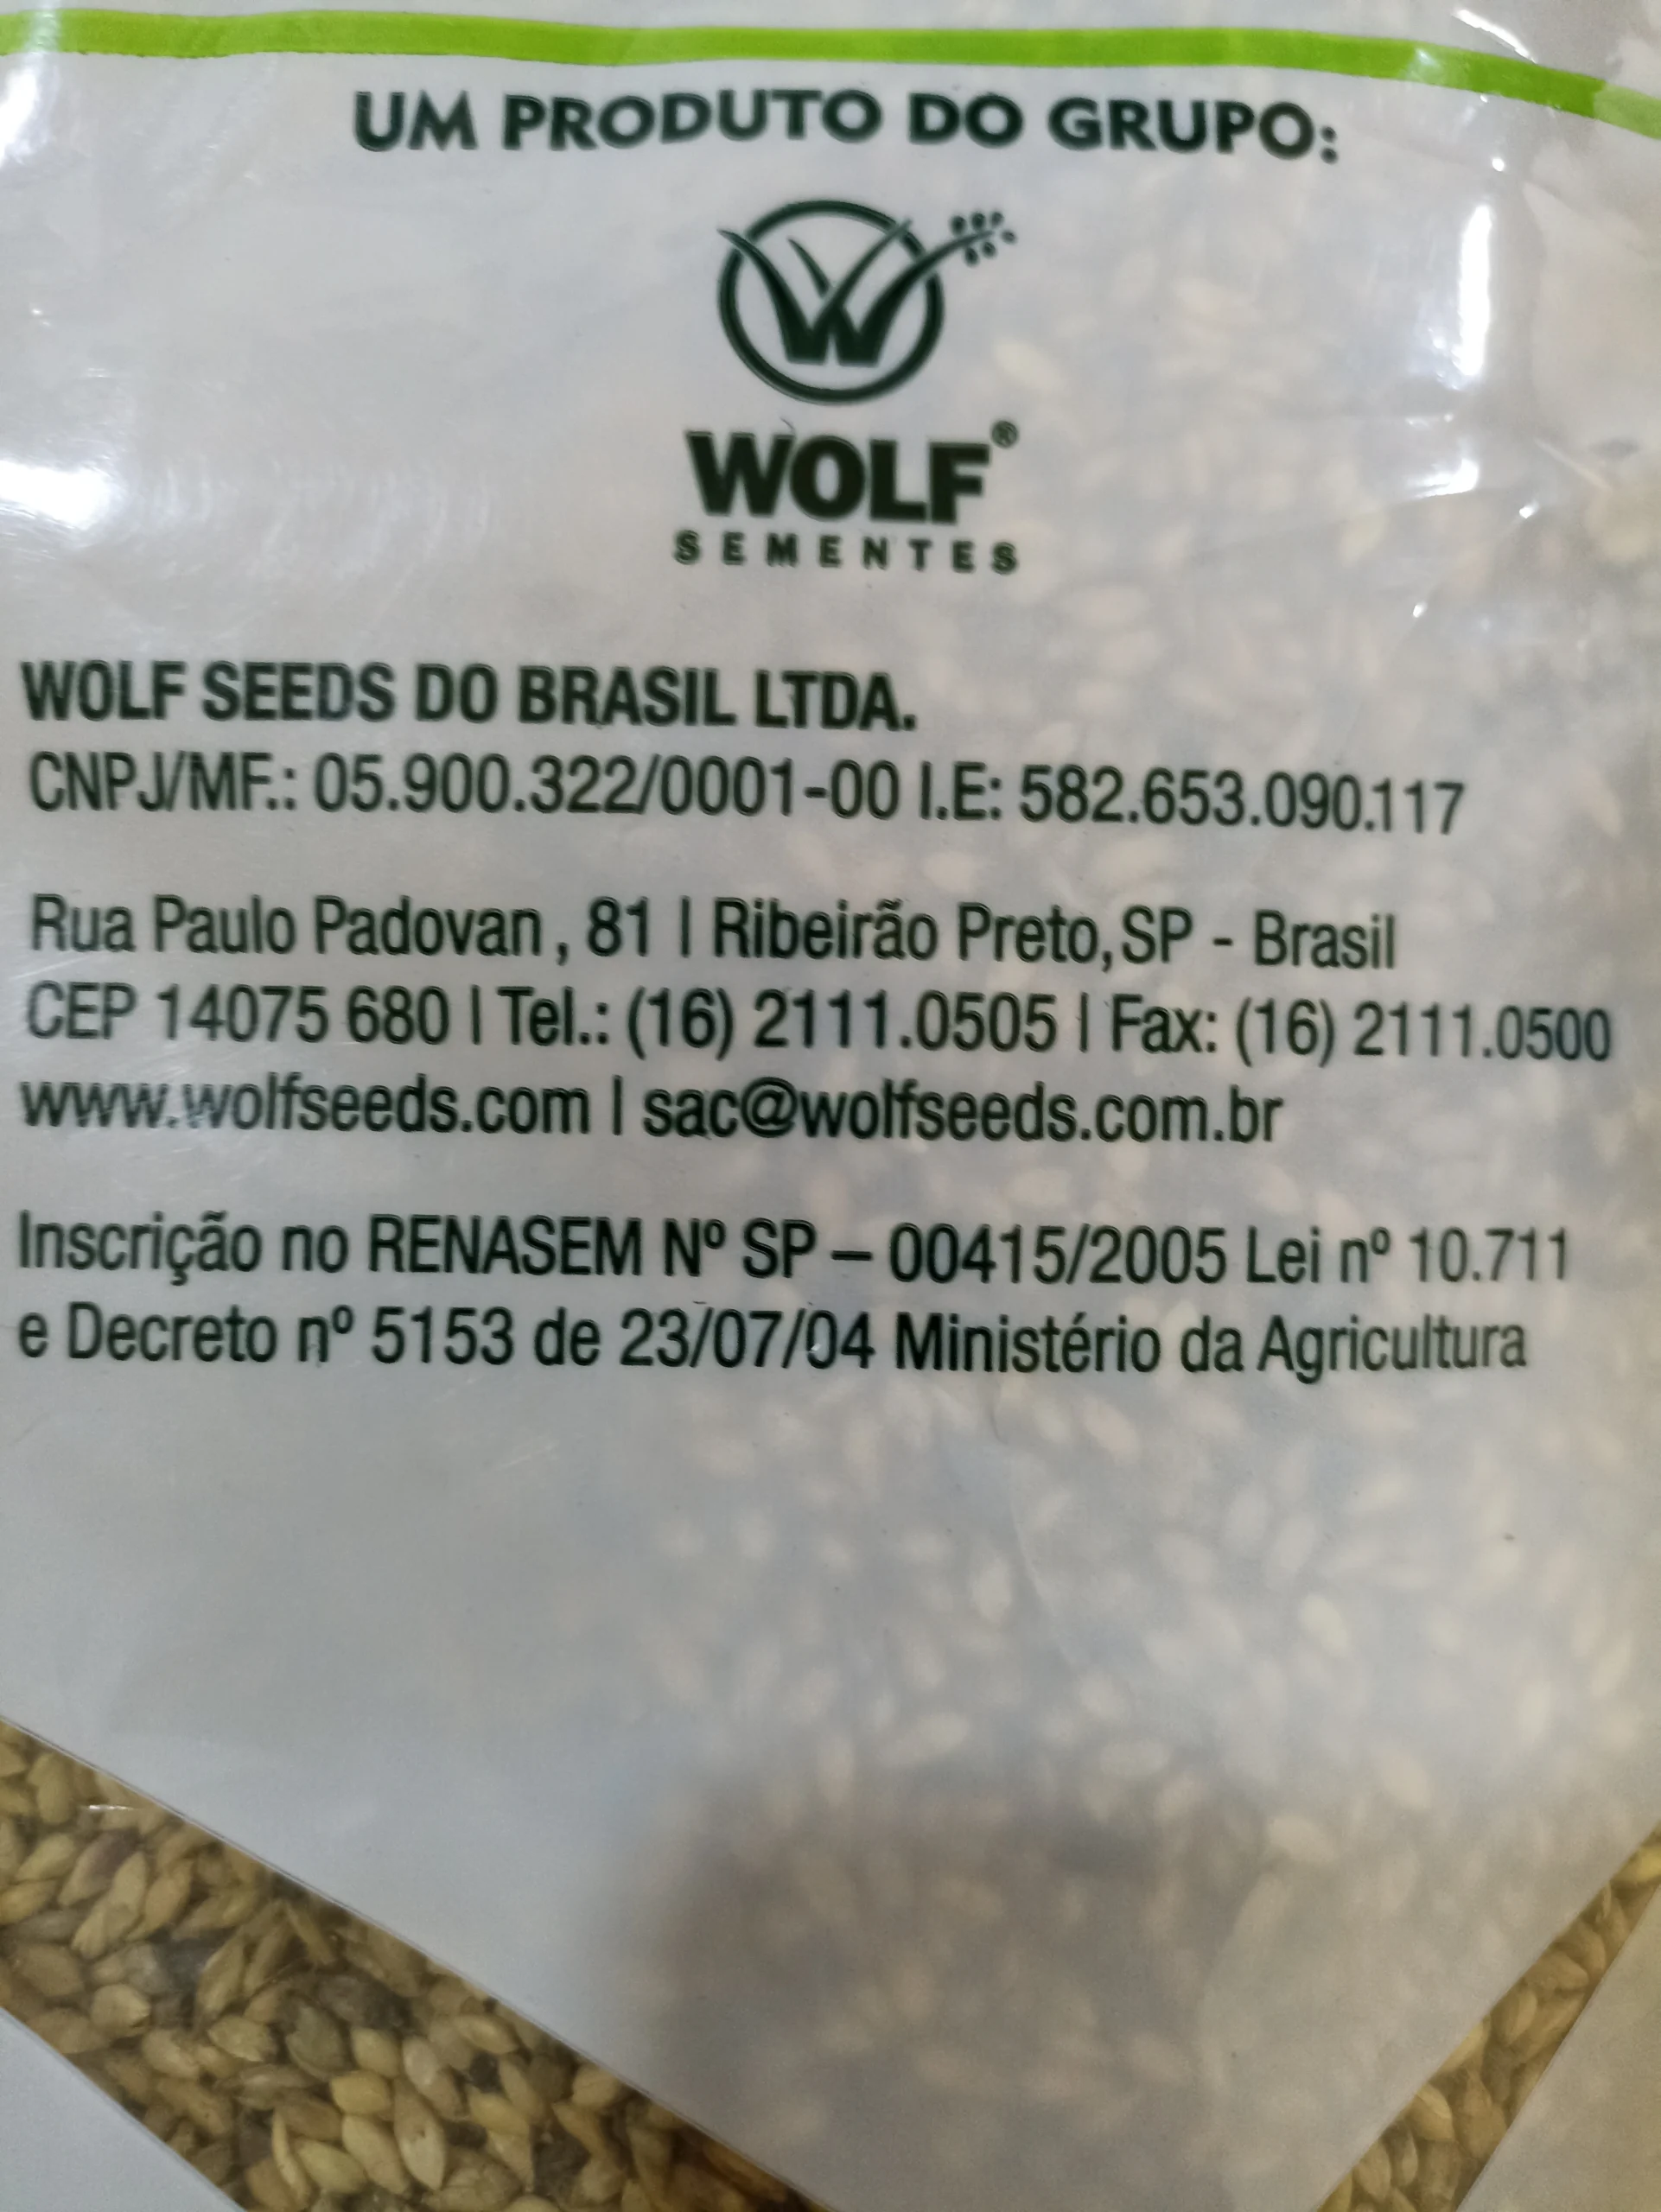 UM PRODUTO DO GRUPO:
WOLF®
SEMENTES
WOLF SEEDS DO BRASIL LTDA.
CNPJ/MF.: 05.900.322/0001-00 I.E: 582.653.090.117
Rua Paulo Padovan, 81 | Ribeirão Preto, SP - Brasil
CEP 14075 680 | Tel.: (16) 2111.0505 | Fax: (16) 2111.0500
www.wolfseeds.com | sac@wolfseeds.com.br
Inscrição no RENASEM Nº SP – 00415/2005 Lei nº 10.711
e Decreto nº 5153 de 23/07/04 Ministério da Agricultura